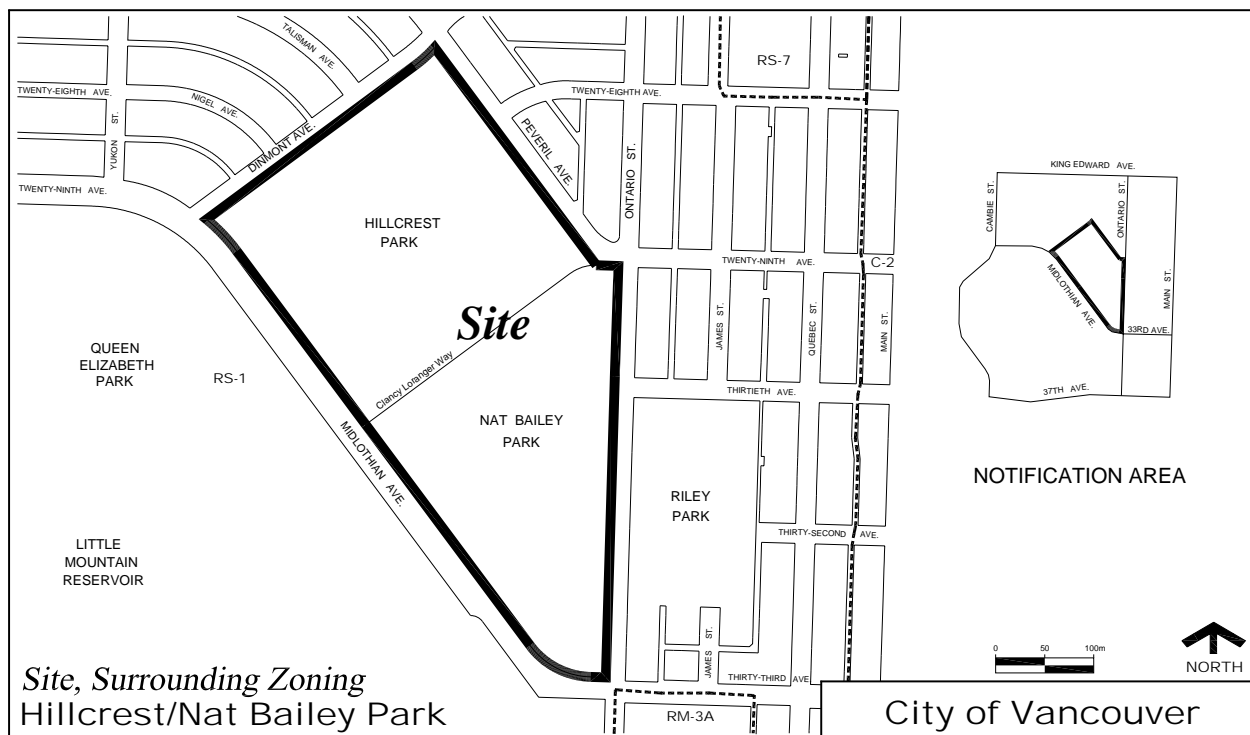 TALISMAN AVE.
RS-7
TWENTY-EIGHTH AVE.
NIGEL AVE.
TWENTY-EIGHTH AVE.
YUKON ST.
DINMONT AVE.
PEVERIL AVE.
ONTARIO ST.
KING EDWARD AVE.
CAMBIE ST.
ONTARIO ST.
TWENTY-NINTH AVE.
HILLCREST
PARK
TWENTY-NINTH AVE.
C-2
MIDLOTHIAN AVE.
MAIN ST.
33RD AVE.
37TH AVE.
Site
JAMES ST.
QUEBEC ST.
MAIN ST.
QUEEN
ELIZABETH
PARK
RS-1
Clancy Loranger Way
THIRTIETH AVE.
NAT BAILEY
PARK
MIDLOTHIAN AVE.
NOTIFICATION AREA
RILEY
PARK
THIRTY-SECOND AVE.
LITTLE
MOUNTAIN
RESERVOIR
JAMES ST.
0 50 100m
NORTH
THIRTY-THIRD AVE
RM-3A
Site, Surrounding Zoning
Hillcrest/Nat Bailey Park
City of Vancouver